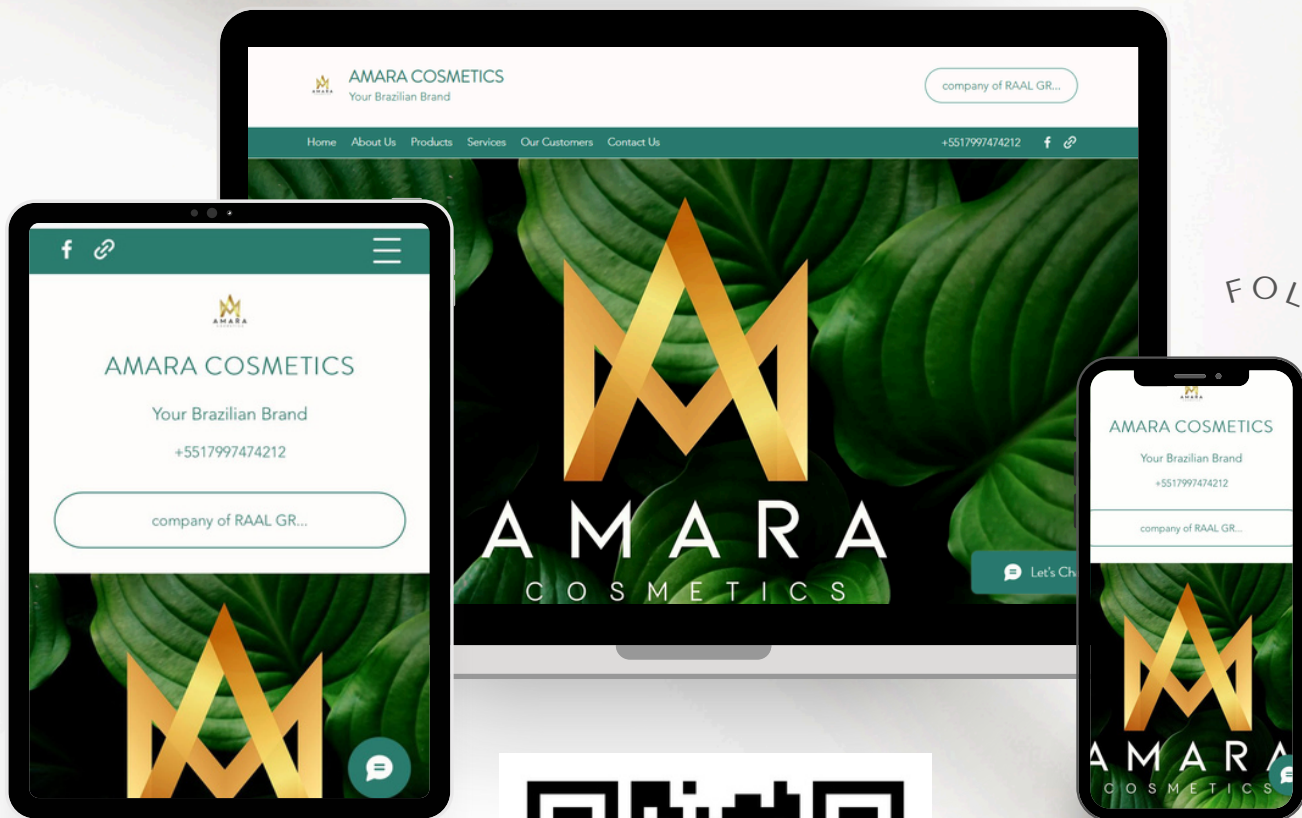 AMARA COSMETICS
Your Brazilian Brand
company of RAAL GR...
Home About Us Products Services Our Customers Contact Us
+5517997474212
AMARA
COSMETICS
Let's Ch
AMARA
AMARA COSMETICS
Your Brazilian Brand
+5517997474212
company of RAAL GR...
FOL
AMARA COSMETICS
Your Brazilian Brand
+5517997474212
company of RAAL GR...
AMARA
COSMETICS